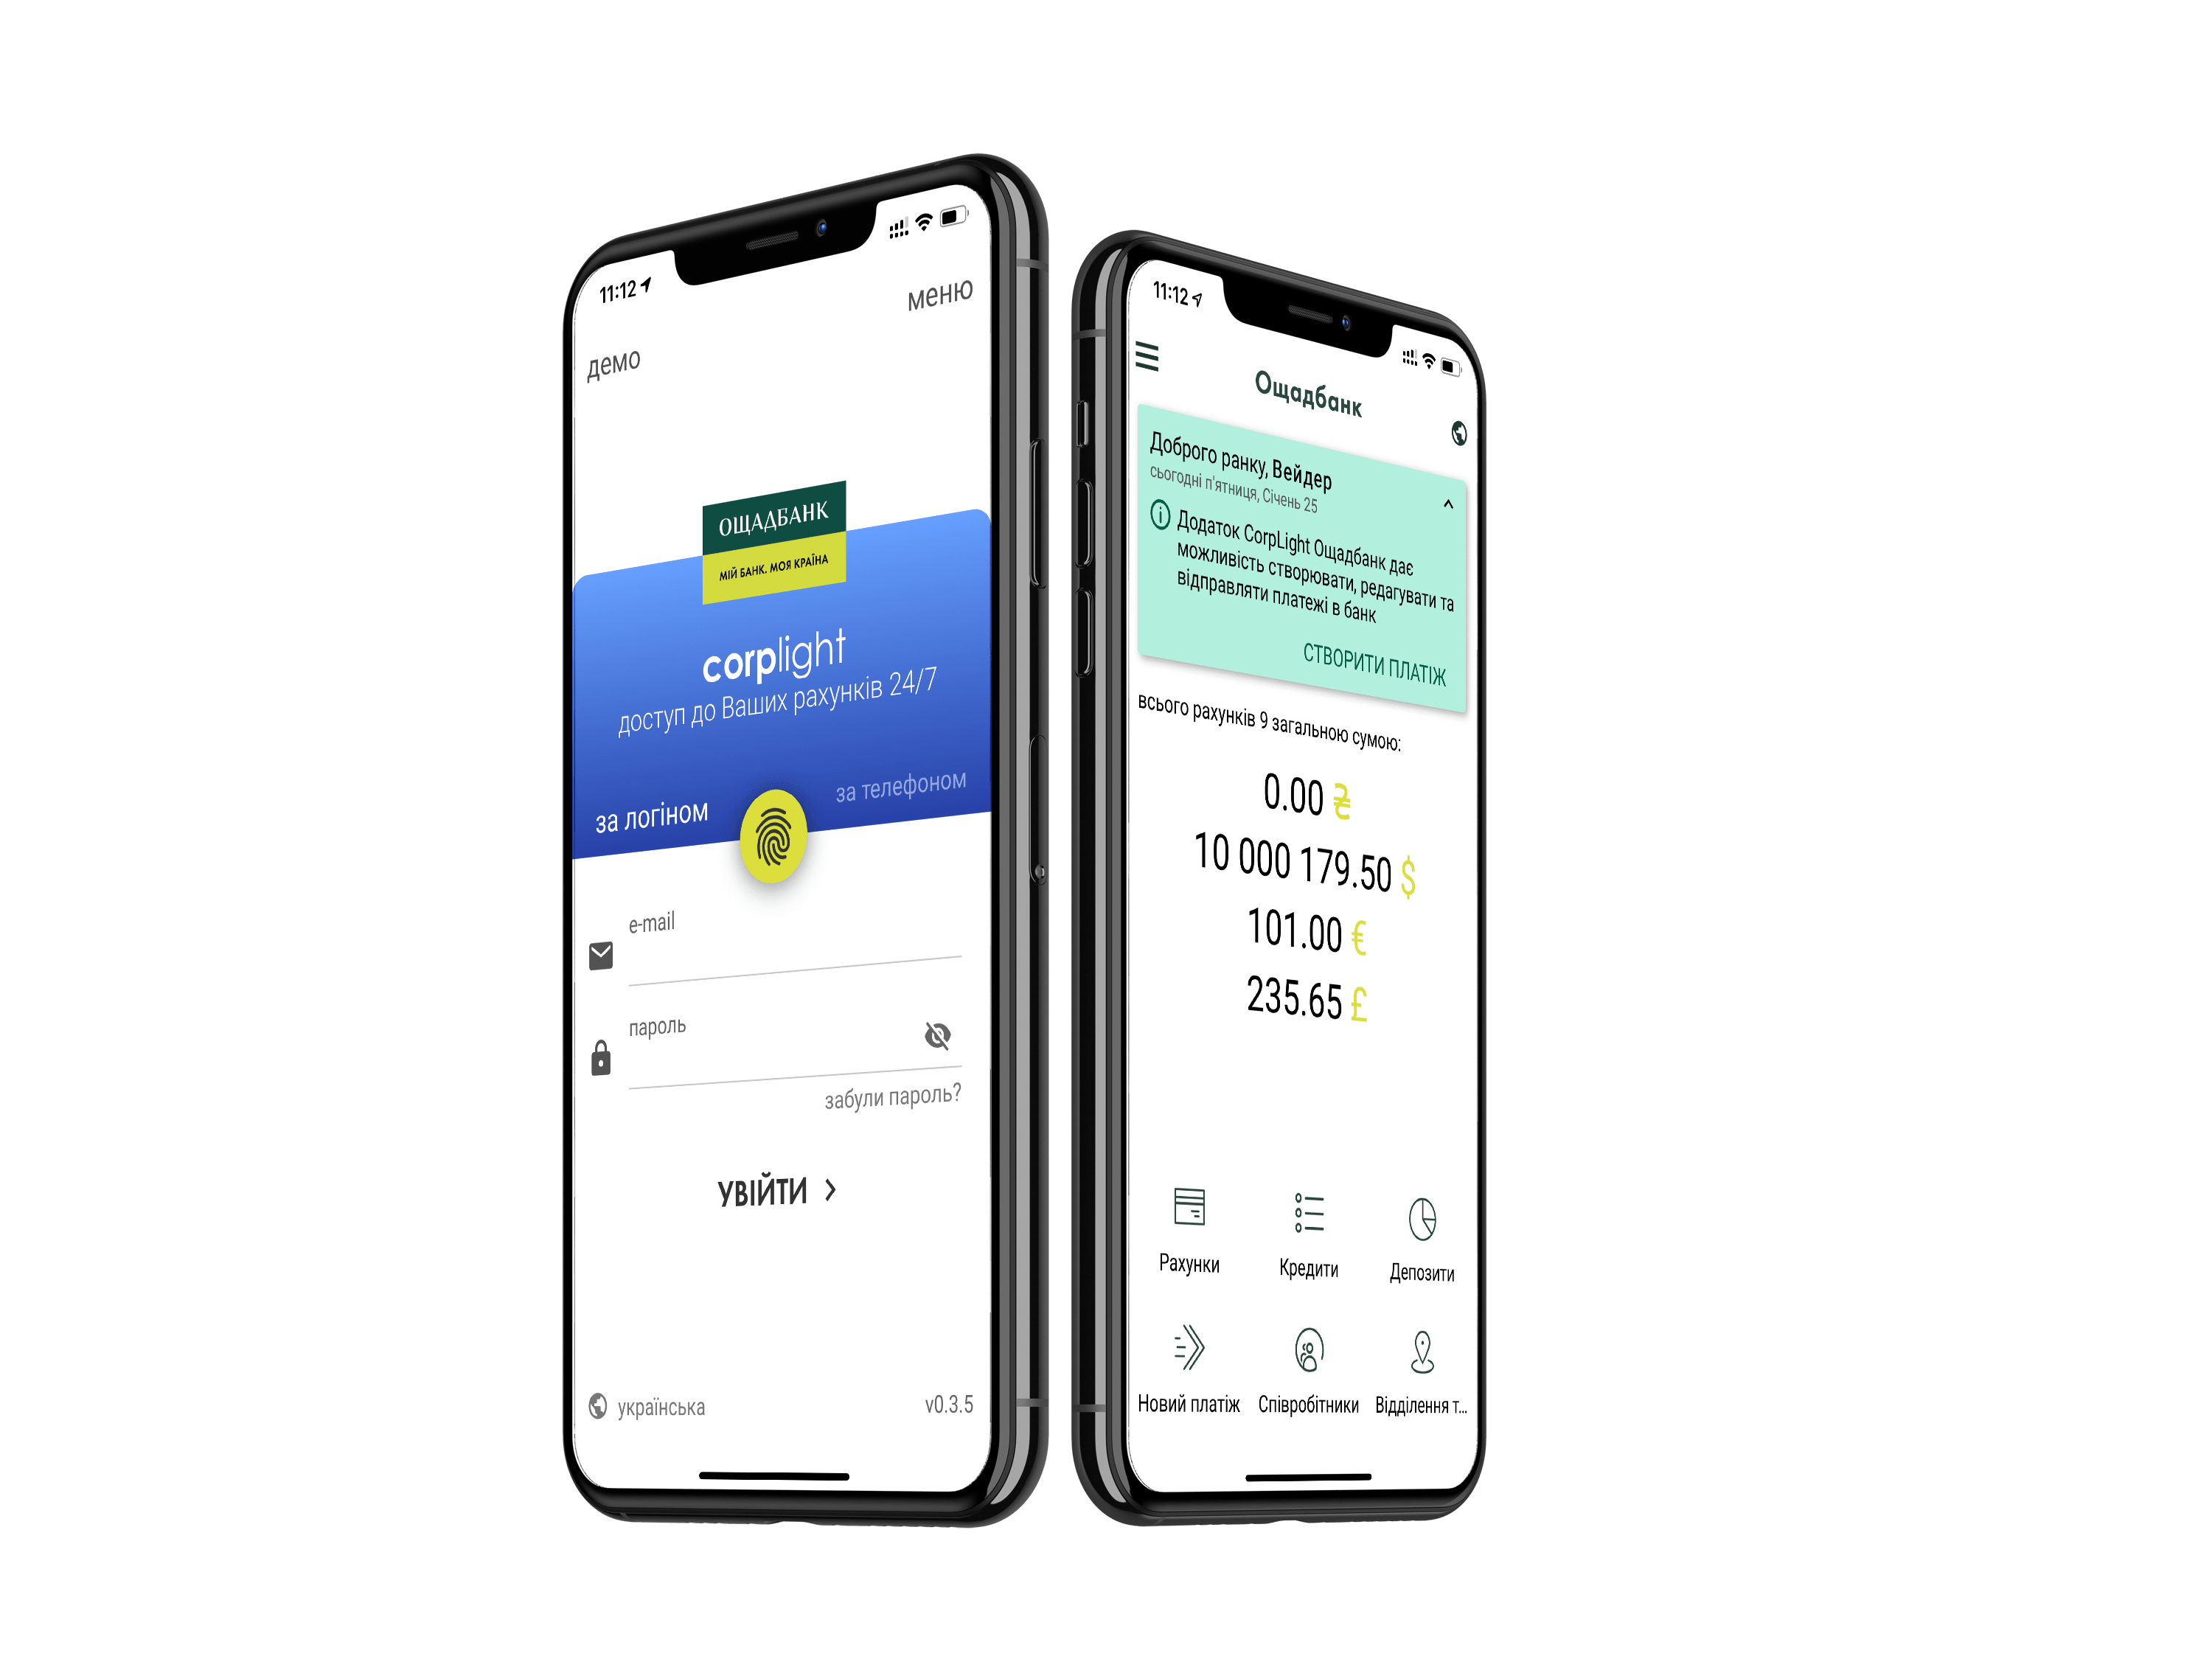 11:12
меню
демо
ОЩАДБАНК
МІЙ БАНК. МОЯ КРАЇНА
corplight
доступ до Ваших рахунків 24/7
за логіном
за телефоном
e-mail
пароль
забули пароль?
УВІЙТИ
українська
v0.3.5
11:12
Ощадбанк
Доброго ранку, Вейдер
сьогодні п'ятниця, Січень 25
Додаток CorpLight Ощадбанк дає
можливість створювати, редагувати та
відправляти платежі в банк
СТВОРИТИ ПЛАТІЖ
всього рахунків 9 загальною сумою:
0.00 ₴
10 000 179.50 $
101.00 €
235.65 £
Рахунки
Кредити
Депозити
Новий платіж
Співробітники
Відділення т...